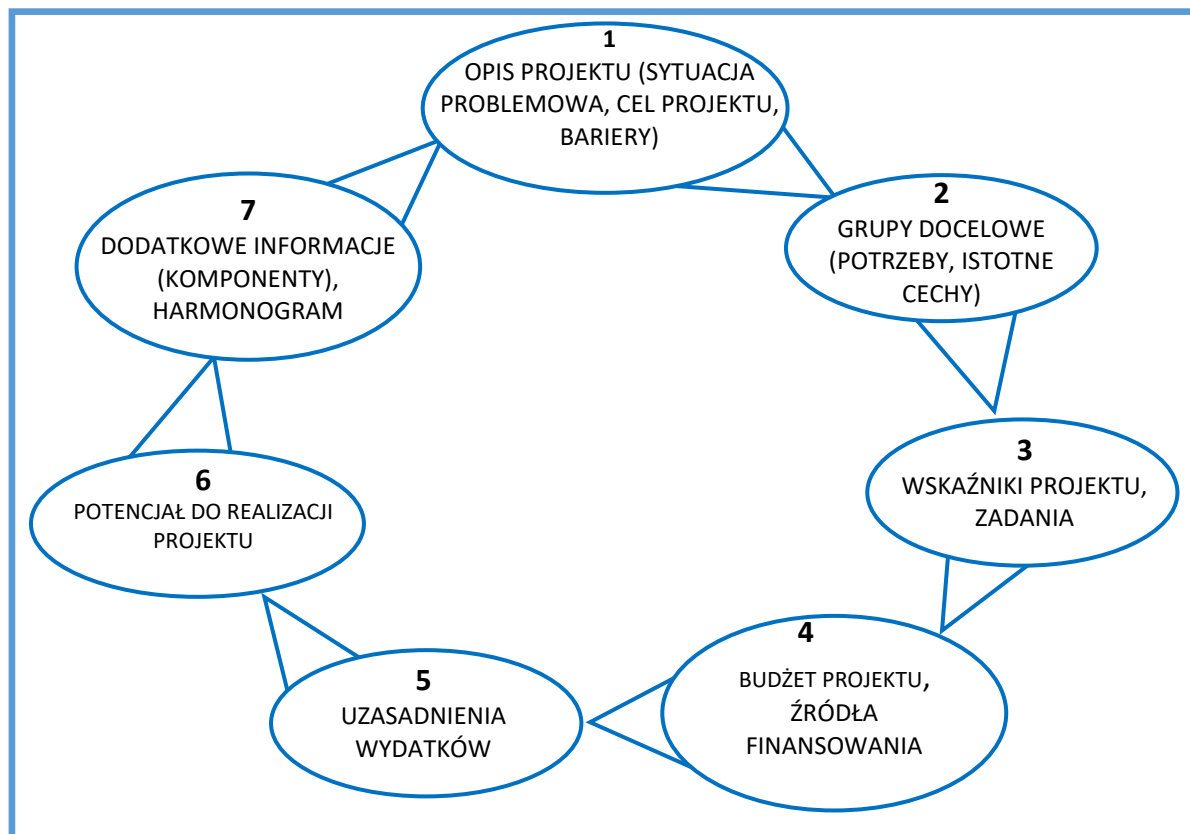 1
OPIS PROJEKTU (SYTUACJA
PROBLEMOWA, CEL PROJEKTU,
BARIERY)
2
GRUPY DOCELOWE
(POTRZEBY, ISTOTNE
CECHY)
3
WSKAŹNIKI PROJEKTU,
ZADANIA
4
BUDŻET PROJEKTU,
ŹRÓDŁA
FINANSOWANIA
5
UZASADNIENIA
WYDATKÓW
6
POTENCJAŁ DO REALIZACJI
PROJEKTU
7
DODATKOWE INFORMACJE
(KOMPONENTY),
HARMONOGRAM